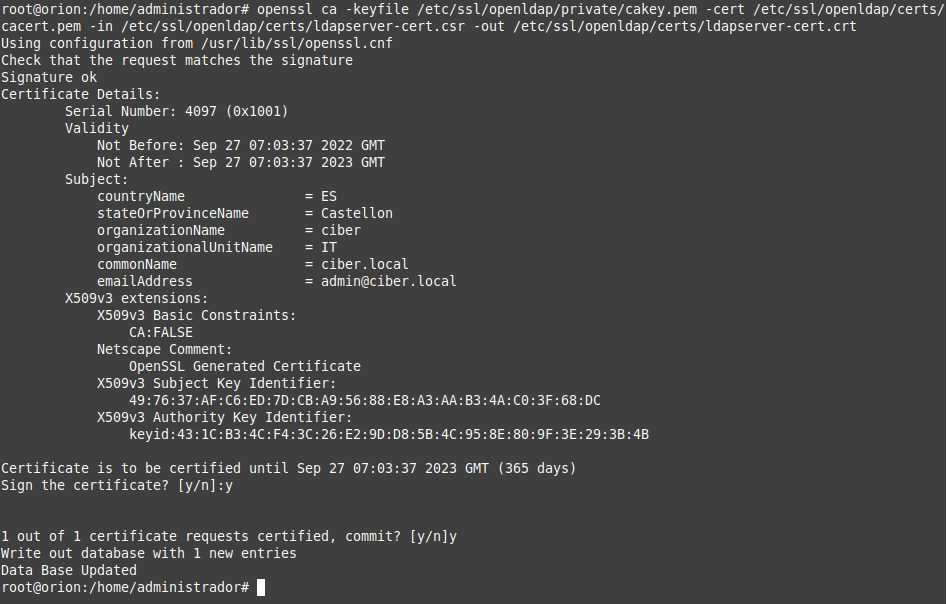 root@orion:/home/administrador# openssl ca -keyfile /etc/ssl/openldap/private/cakey.pem -cert /etc/ssl/openldap/certs/
cacert.pem -in /etc/ssl/openldap/certs/ldapserver-cert.csr -out /etc/ssl/openldap/certs/ldapserver-cert.crt
Using configuration from /usr/lib/ssl/openssl.cnf
Check that the request matches the signature
Signature ok
Certificate Details:
        Serial Number: 4097 (0x1001)
        Validity
            Not Before: Sep 27 07:03:37 2022 GMT
            Not After : Sep 27 07:03:37 2023 GMT
        Subject:
            countryName               = ES
            stateOrProvinceName       = Castellon
            organizationName          = ciber
            organizationalUnitName    = IT
            commonName                = ciber.local
            emailAddress              = admin@ciber.local
        X509v3 extensions:
            X509v3 Basic Constraints:
                CA:FALSE
            Netscape Comment:
                OpenSSL Generated Certificate
            X509v3 Subject Key Identifier:
                49:76:37:AF:C6:ED:7D:CB:A9:56:88:E8:A3:AA:B3:4A:C0:3F:68:DC
            X509v3 Authority Key Identifier:
                keyid:43:1C:B3:4C:F4:3C:26:E2:9D:D8:5B:4C:95:8E:80:9F:3E:29:3B:4B

Certificate is to be certified until Sep 27 07:03:37 2023 GMT (365 days)
Sign the certificate? [y/n]:y


1 out of 1 certificate requests certified, commit? [y/n]y
Write out database with 1 new entries
Data Base Updated
root@orion:/home/administrador#